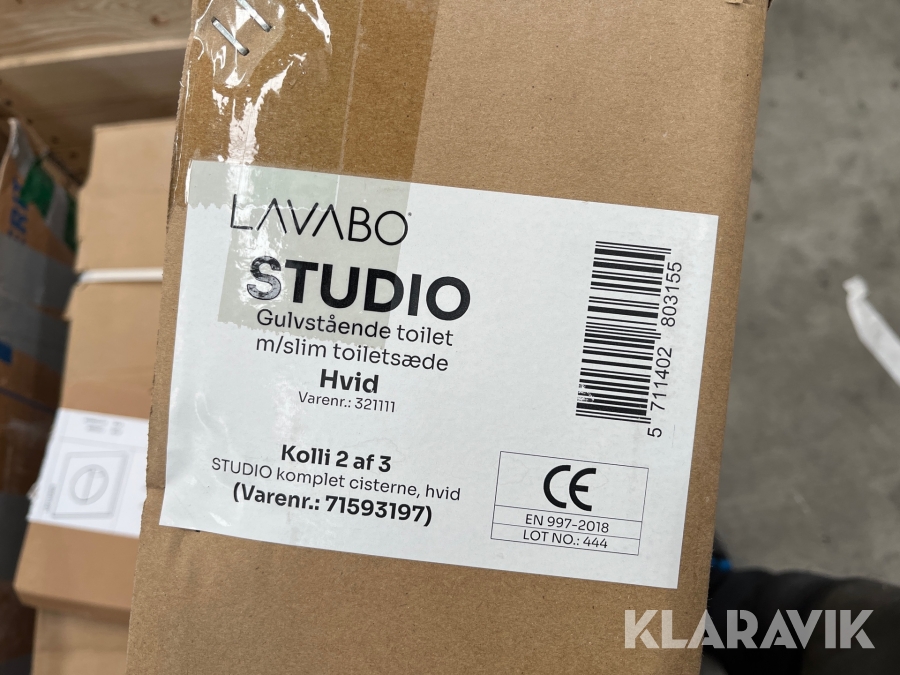 LAVABO
STUDIO
Gulvstående toilet
m/slim toiletsæde
Hvid
Varenr.: 321111
Kolli 2 af 3
STUDIO komplet cisterne, hvid
(Varenr.: 71593197)
5 711402 803155
CE
EN 997-2018
LOT NO.: 444
KLARAVIK